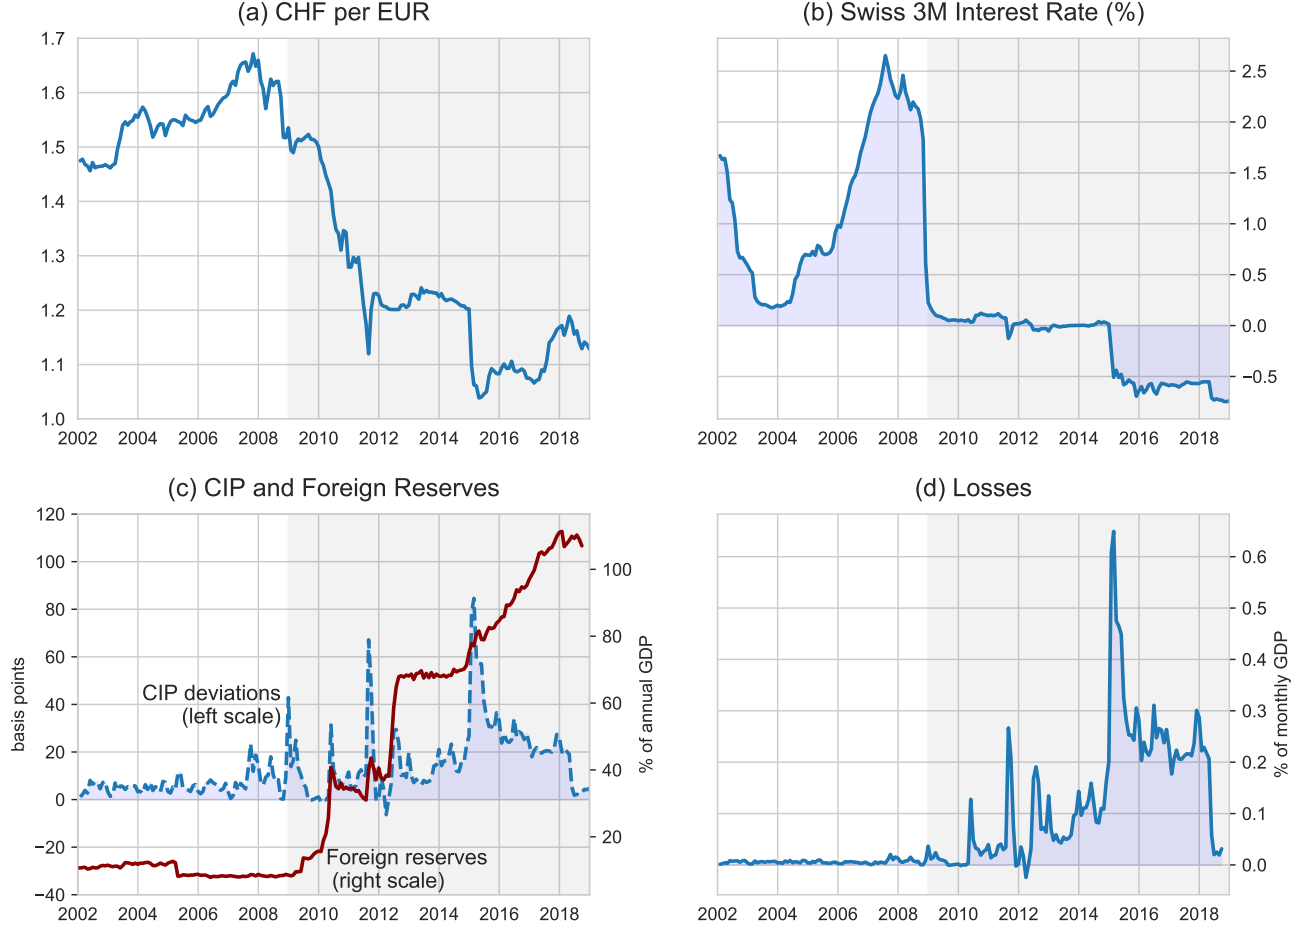 (a) CHF per EUR
1.7
1.6
1.5
1.4
1.3
1.2
1.1
1.0
2002 2004 2006 2008 2010 2012 2014 2016 2018
(b) Swiss 3M Interest Rate (%)
2.5
2.0
1.5
1.0
0.5
0.0
−0.5
2002 2004 2006 2008 2010 2012 2014 2016 2018
(c) CIP and Foreign Reserves
basis points
120
100
80
60
40
20
0
−20
−40
CIP deviations
(left scale)
Foreign reserves
(right scale)
100
80
60
40
20
% of annual GDP
2002 2004 2006 2008 2010 2012 2014 2016 2018
(d) Losses
0.6
0.5
0.4
0.3
0.2
0.1
0.0
% of monthly GDP
2002 2004 2006 2008 2010 2012 2014 2016 2018